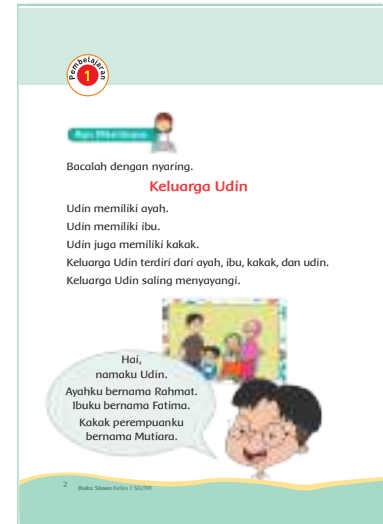 Pembelajaran
1
Ayo Membaca
Bacalah dengan nyaring.
Keluarga Udin
Udin memiliki ayah.
Udin memiliki ibu.
Udin juga memiliki kakak.
Keluarga Udin terdiri dari ayah, ibu, kakak, dan udin.
Keluarga Udin saling menyayangi.
Hai,
namaku Udin.
Ayahku bernama Rahmat.
Ibuku bernama Fatima.
Kakak perempuanku
bernama Mutiara.
2 Buku Siswa Kelas I SD/MI